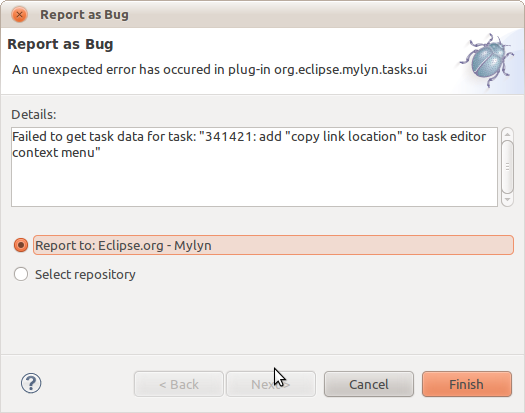 Report as Bug
Report as Bug
An unexpected error has occured in plug-in org.eclipse.mylyn.tasks.ui
Details:
Failed to get task data for task: "341421: add "copy link location" to task editor
context menu"
Report to: Eclipse.org - Mylyn
Select repository
? < Back Next > Cancel Finish